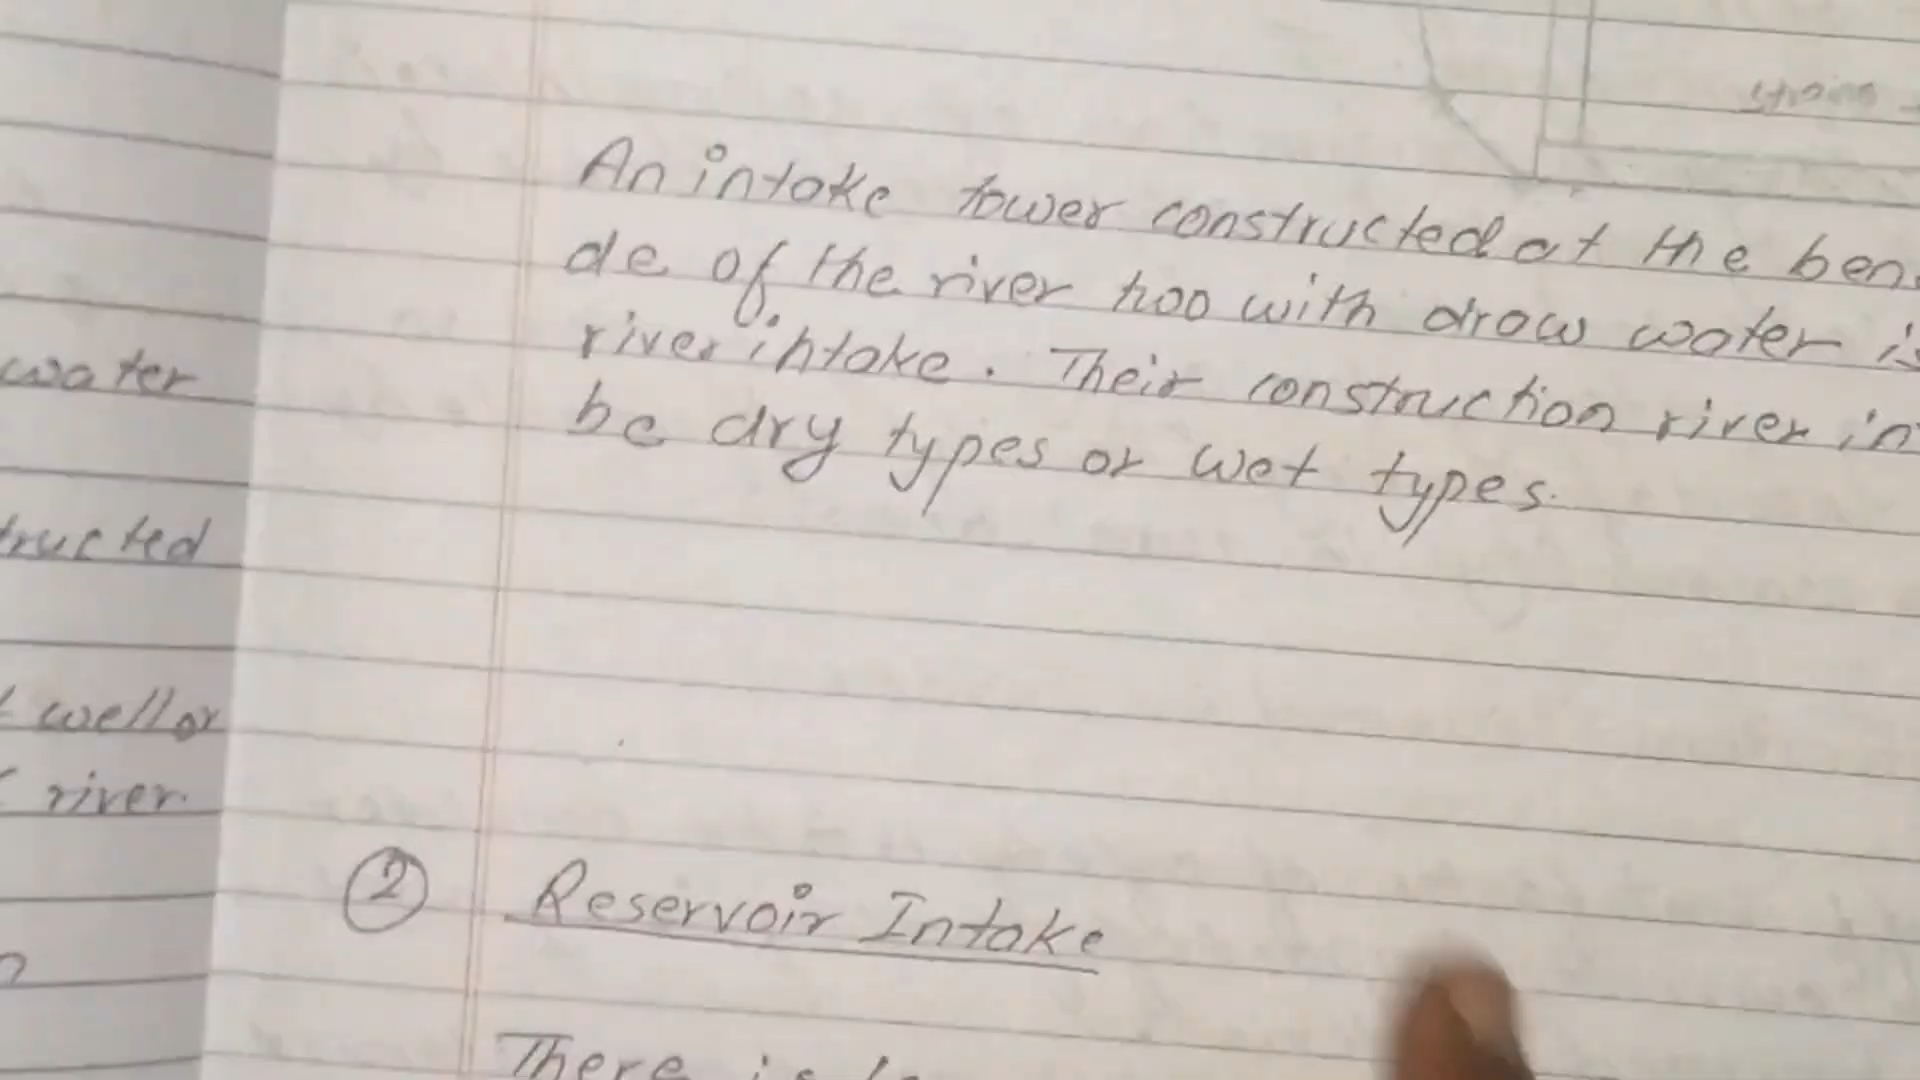 water
tructed
well or
river.
An intake tower constructed at the ben
de of the river too with draw water is
river intake. Their construction river in
be dry types or wet types.
② Reservoir Intake
There is